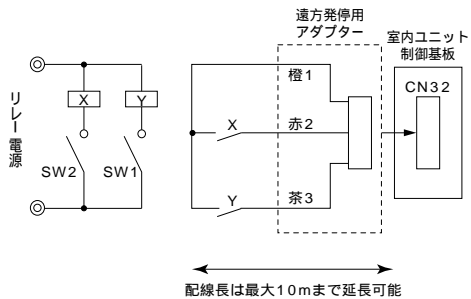 遠方発停用
アダプター
室内ユニット
制御基板
CN32
橙1
リレー電源
X
Y
X
赤2
SW2
SW1
Y
茶3
配線長は最大10mまで延長可能